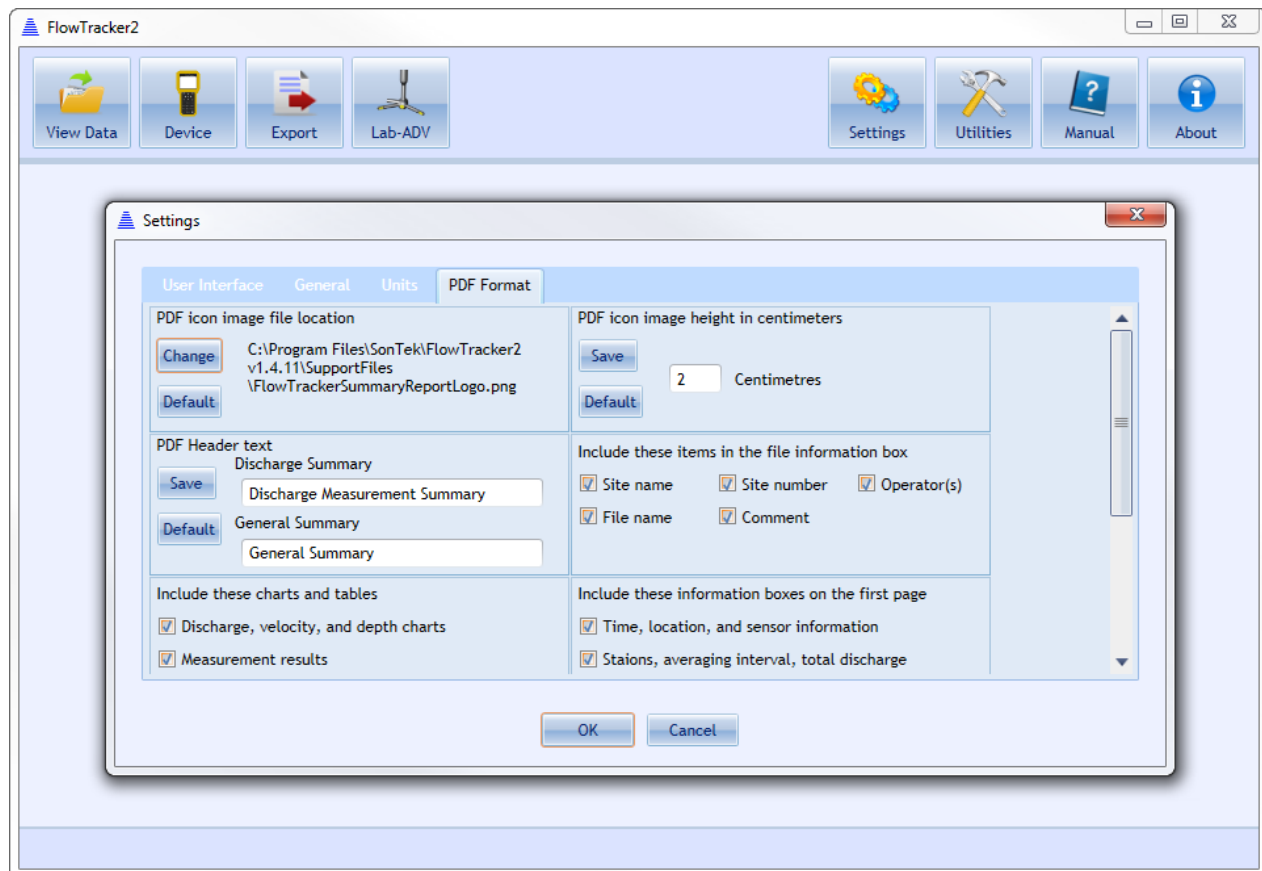 FlowTracker2
View Data
Device
Export
Lab-ADV
Settings
Utilities
Manual
About
Settings
User Interface
General
Units
PDF Format
PDF icon image file location
Change
Default
C:\Program Files\SonTek\FlowTracker2
v1.4.11\SupportFiles
\FlowTrackerSummaryReportLogo.png
PDF icon image height in centimeters
Save
Default
2
Centimetres
PDF Header text
Discharge Summary
Save
Discharge Measurement Summary
Default
General Summary
General Summary
Include these items in the file information box
Site name
Site number
Operator(s)
File name
Comment
Include these charts and tables
Discharge, velocity, and depth charts
Measurement results
Include these information boxes on the first page
Time, location, and sensor information
Staions, averaging interval, total discharge
OK
Cancel